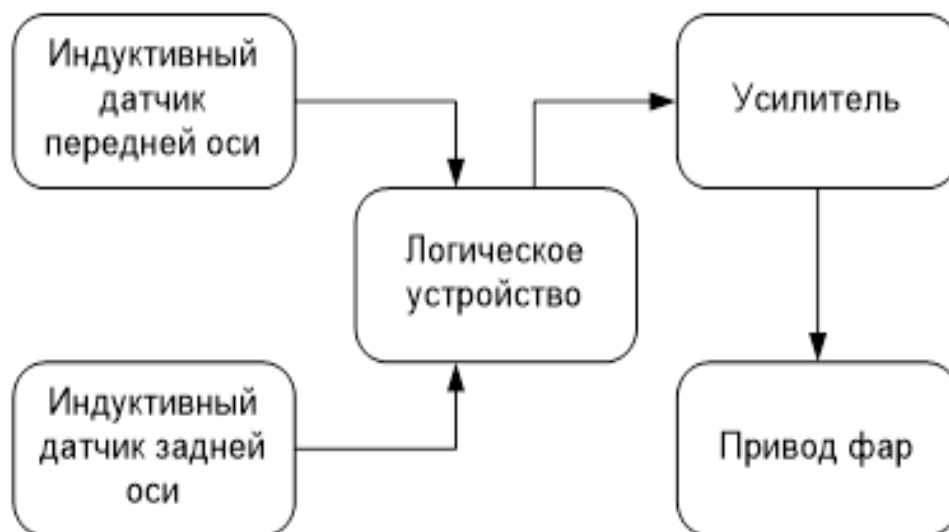 Индуктивный
датчик
передней оси
Усилитель
Логическое
устройство
Индуктивный
датчик задней
оси
Привод фар